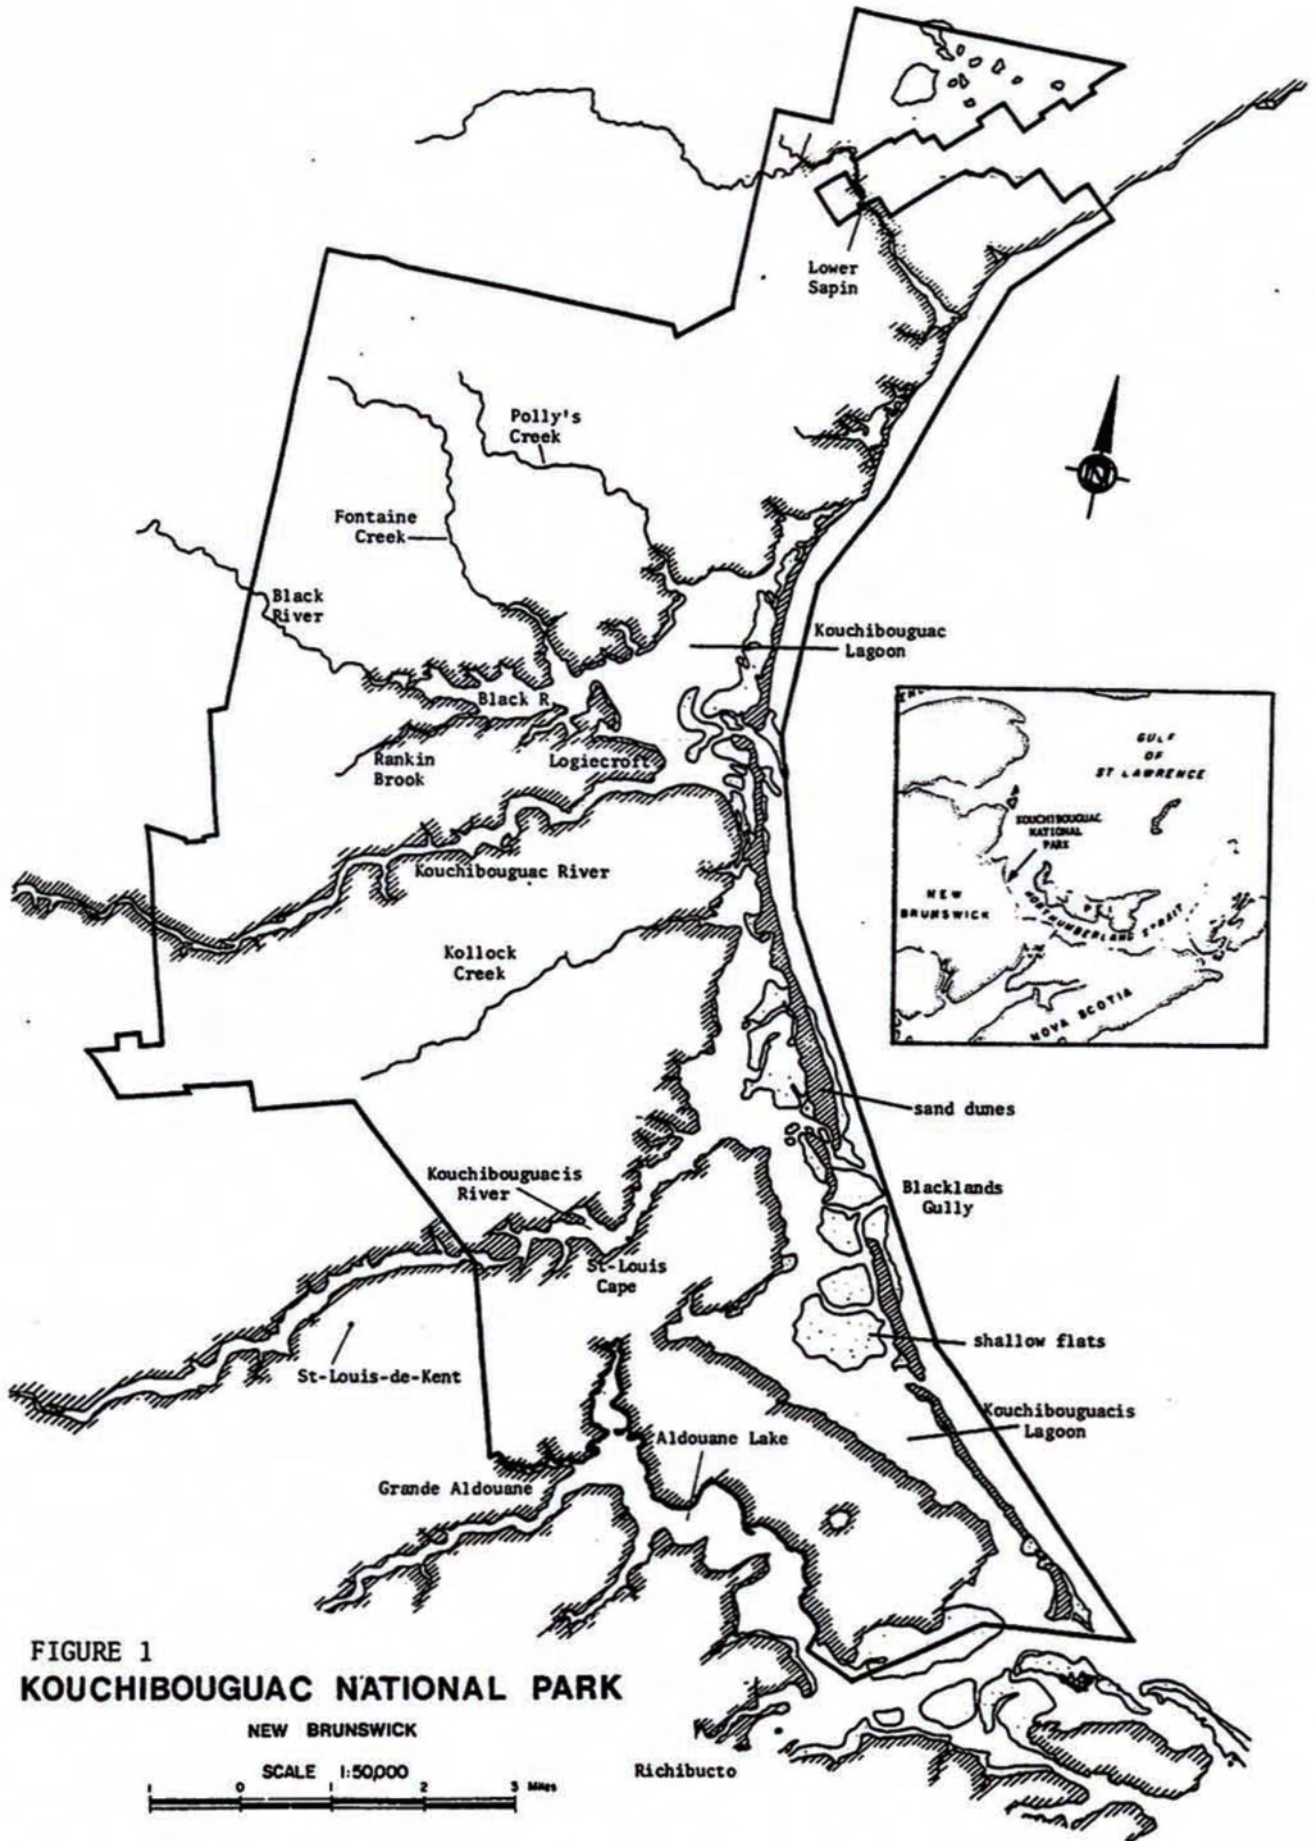 Lower
Sapin
Polly's
Creek
Fontaine
Creek
Black
River
Kouchibouguac
Lagoon
Black R.
Rankin
Brook
Logiecroft
GULF
OF
ST LAWRENCE
KOUCHIBOUGUAC
NATIONAL
PARK
NEW
BRUNSWICK
P E I
NORTHUMBERLAND STRAIT
NOVA SCOTIA
N
Kouchibouguac River
Kollock
Creek
sand dunes
Kouchibouguacis
River
Blacklands
Gully
St-Louis
Cape
shallow flats
St-Louis-de-Kent
Kouchibouguacis
Lagoon
Aldouane Lake
Grande Aldouane
FIGURE 1
KOUCHIBOUGUAC NATIONAL PARK
NEW BRUNSWICK
SCALE 1:50,000
1 0 1 2 3 Miles
Richibucto